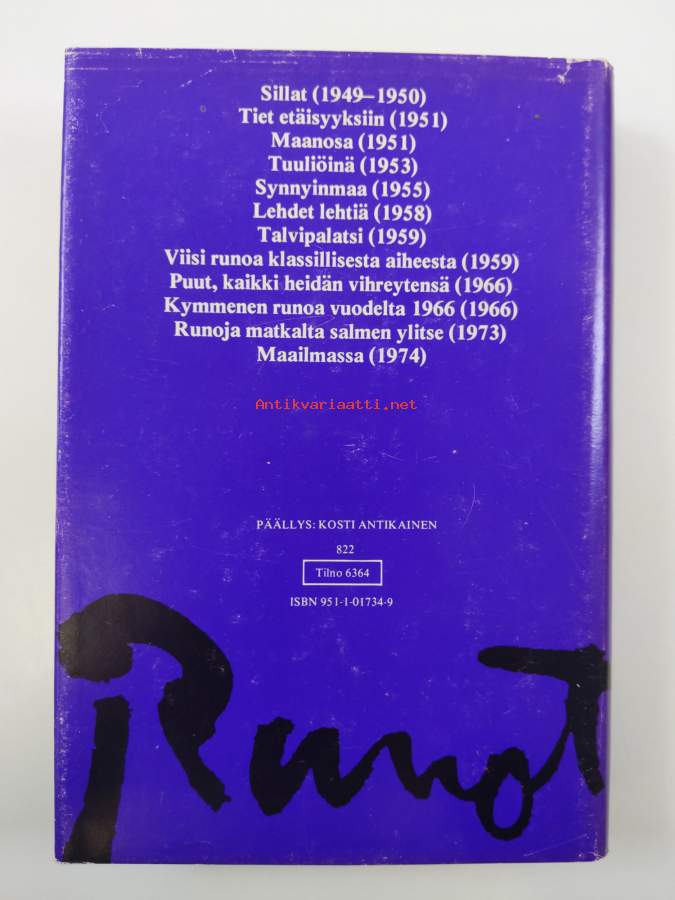 Sillat (1949–1950)
Tiet etäisyyksiin (1951)
Maanosa (1951)
Tuuliöinä (1953)
Synnyinmaa (1955)
Lehdet lehtiä (1958)
Talvipalatsi (1959)
Viisi runoa klassillisesta aiheesta (1959)
Puut, kaikki heidän vihreytensä (1966)
Kymmenen runoa vuodelta 1966 (1966)
Runoja matkalta salmen ylitse (1973)
Maailmassa (1974)
Antikvariaatti.net
PÄÄLLYS: KOSTI ANTIKAINEN
822
Tilno 6364
ISBN 951-1-01734-9
Runot